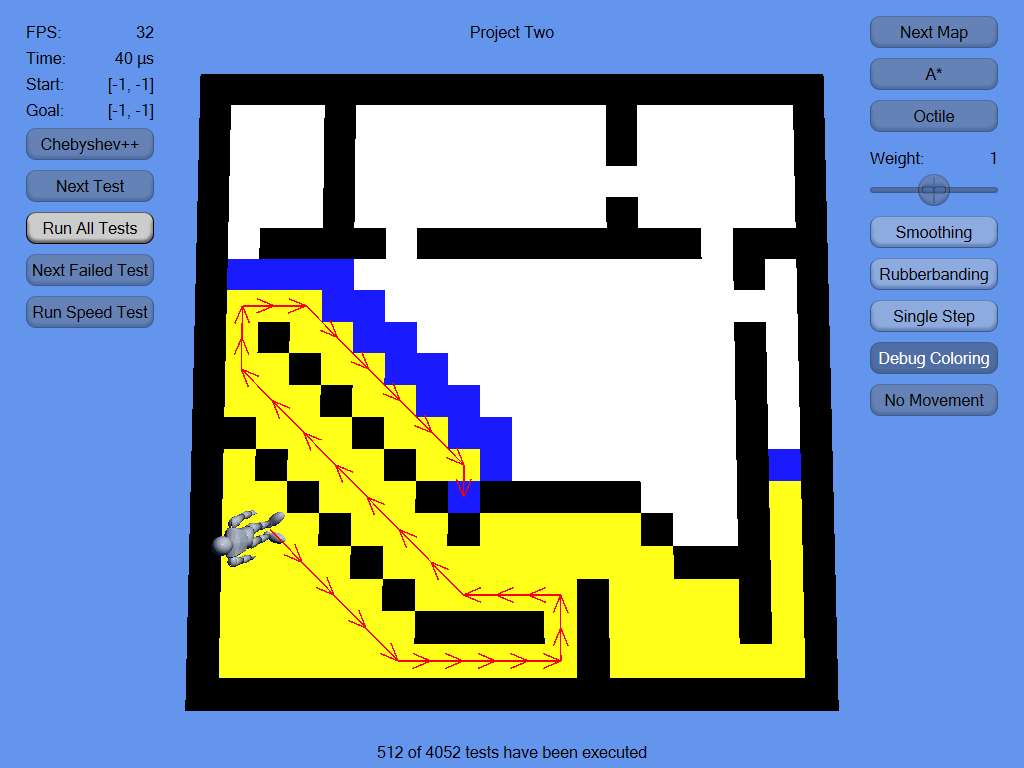 FPS: 32
Time: 40 µs
Start: [-1, -1]
Goal: [-1, -1]
Chebyshev++
Next Test
Run All Tests
Next Failed Test
Run Speed Test
Project Two
Next Map
A*
Octile
Weight: 1
Smoothing
Rubberbanding
Single Step
Debug Coloring
No Movement
512 of 4052 tests have been executed